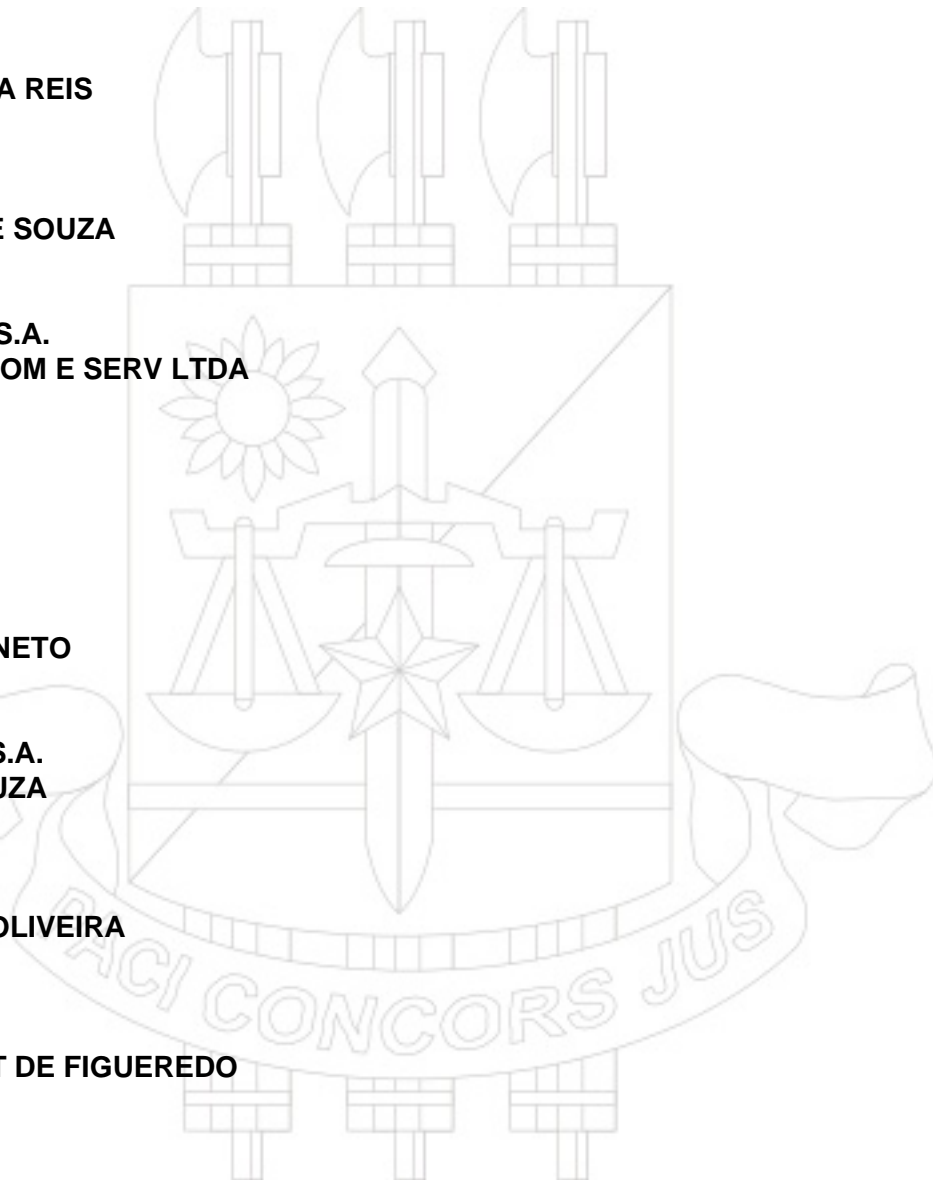 A REIS
E SOUZA
S.A.
OM E SERV LTDA
NETO
S.A.
UZA
OLIVEIRA
PACI CONCORS JUS
T DE FIGUEREDO